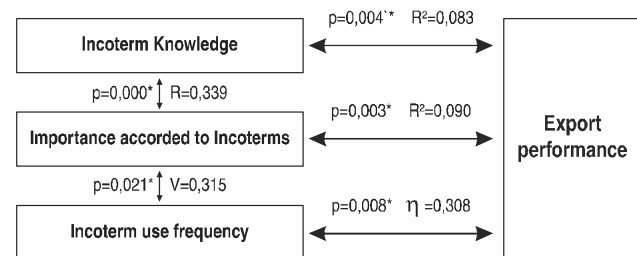 p=0,004`* R²=0,083
Incoterm Knowledge
p=0,000* R=0,339
p=0,003* R²=0,090
Importance accorded to Incoterms
Export
performance
p=0,021* V=0,315
p=0,008* η =0,308
Incoterm use frequency